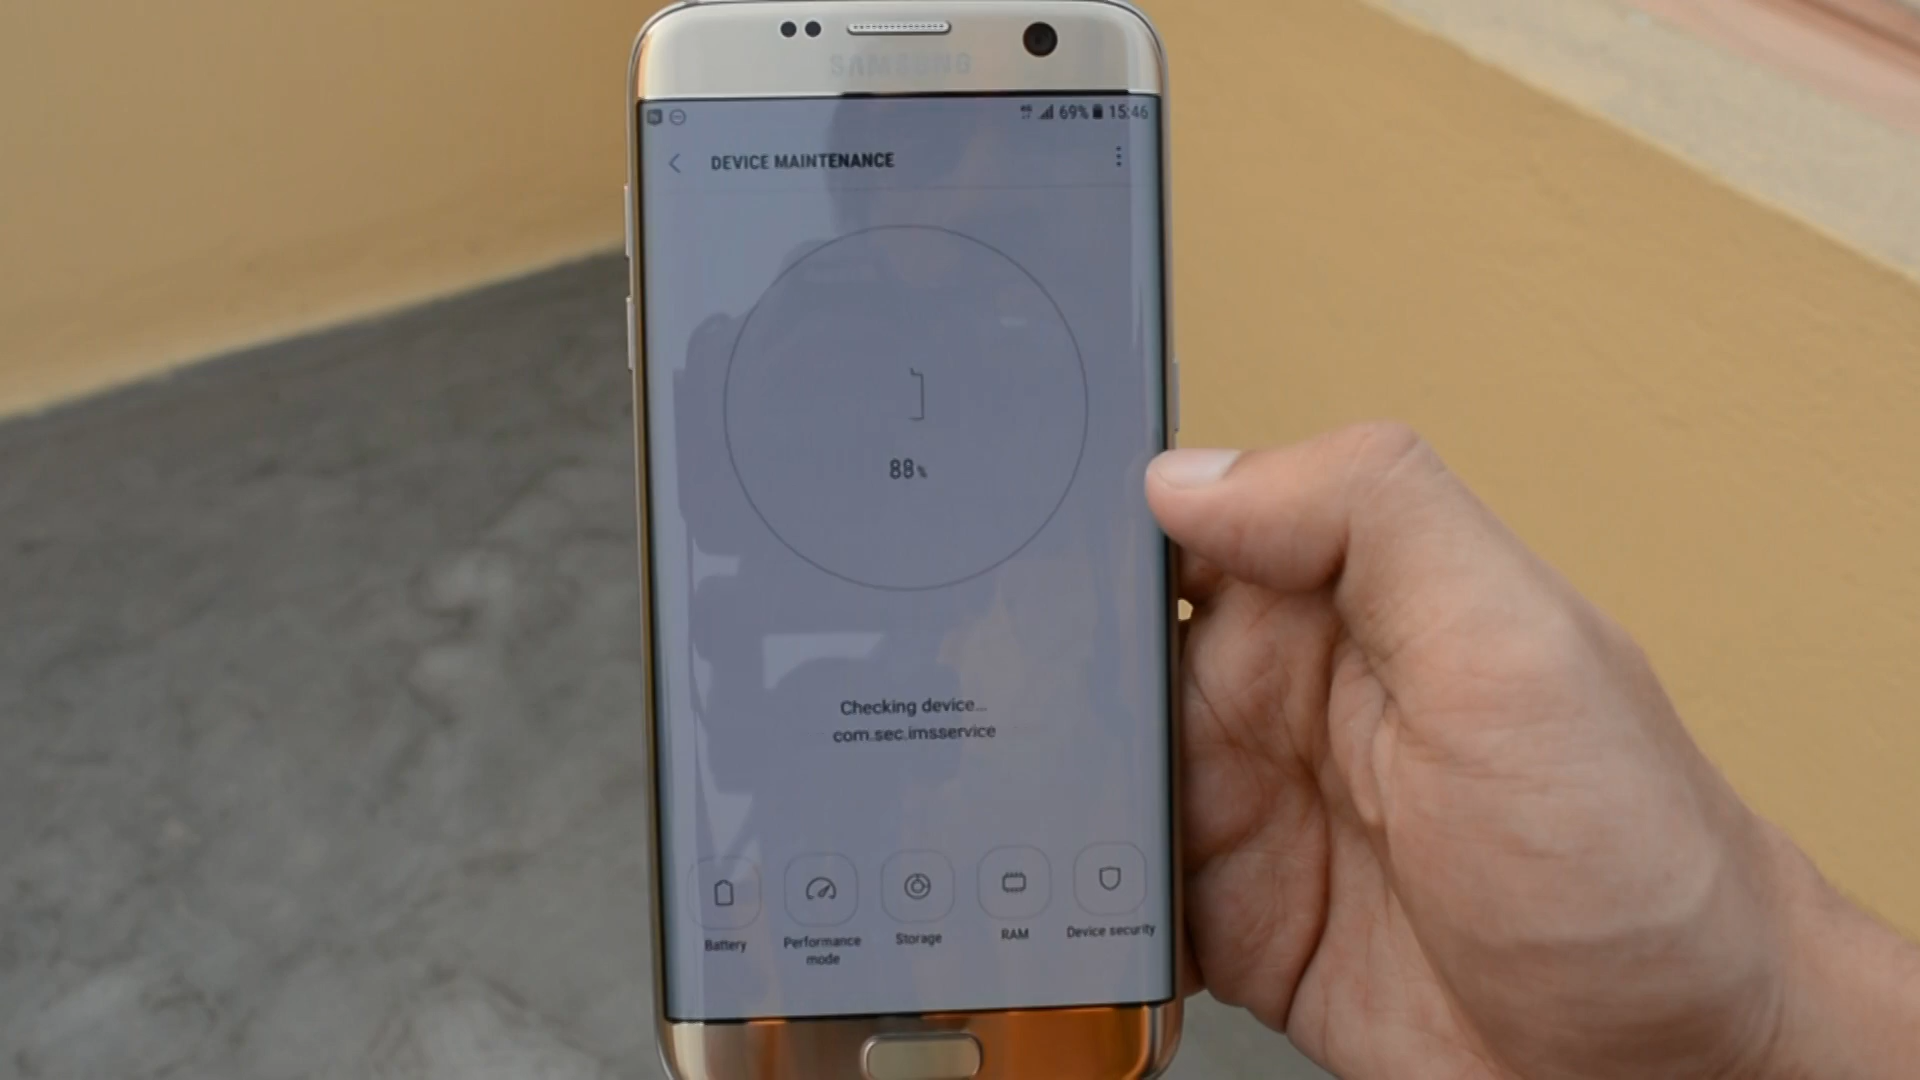 SAMSUNG
69% 15:46
DEVICE MAINTENANCE
88%
Checking device...
com.sec.imsservice
Battery
Performance
mode
Storage
RAM
Device security